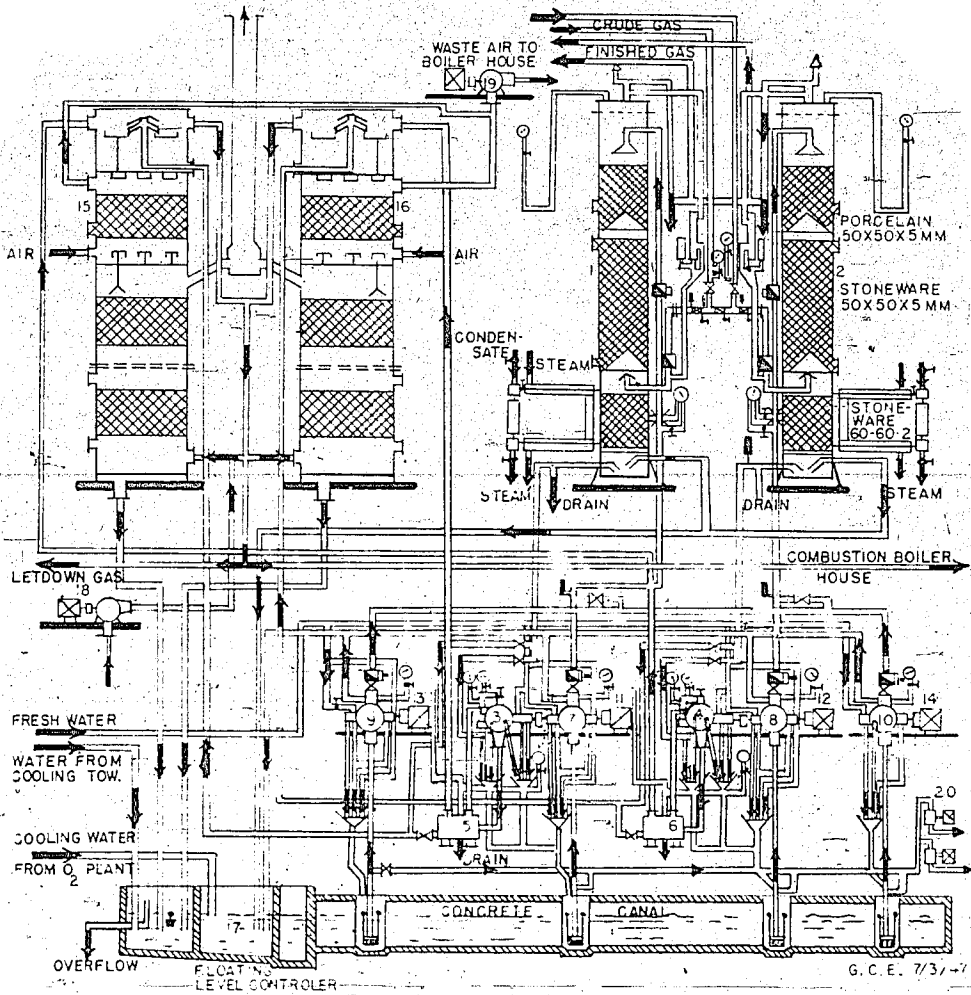 CRUDE GAS
WASTE AIR TO
BOILER HOUSE
FINISHED GAS
19
15
16
PORCELAIN
50X50X5 MM
AIR
AIR
1
2
STONEWARE
50X50X5 MM
CONDEN-
SATE
STEAM
STONE-
WARE
60-60-2
STEAM
DRAIN
DRAIN
STEAM
COMBUSTION BOILER
HOUSE
LETDOWN GAS
18
13
9
3
7
4
8
12
10
14
FRESH WATER
WATER FROM
COOLING TOW.
5
6
20
COOLING WATER
FROM O2 PLANT
DRAIN
CONCRETE CANAL
17
OVERFLOW
FLOATING
LEVEL CONTROLER
G.C.E.